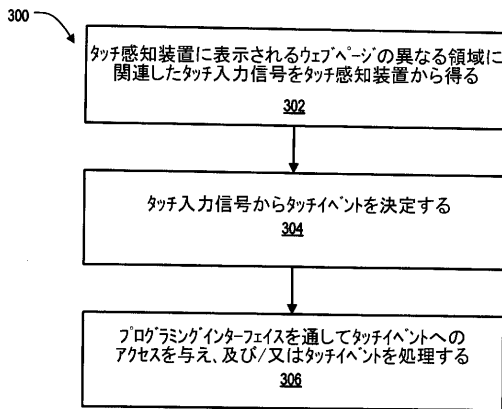 300
タッチ感知装置に表示されるウェブページの異なる領域に
関連したタッチ入力信号をタッチ感知装置から得る
302
タッチ入力信号からタッチイベントを決定する
304
プログラミングインターフェイスを通してタッチイベントへの
アクセスを与え、及び/又はタッチイベントを処理する
306